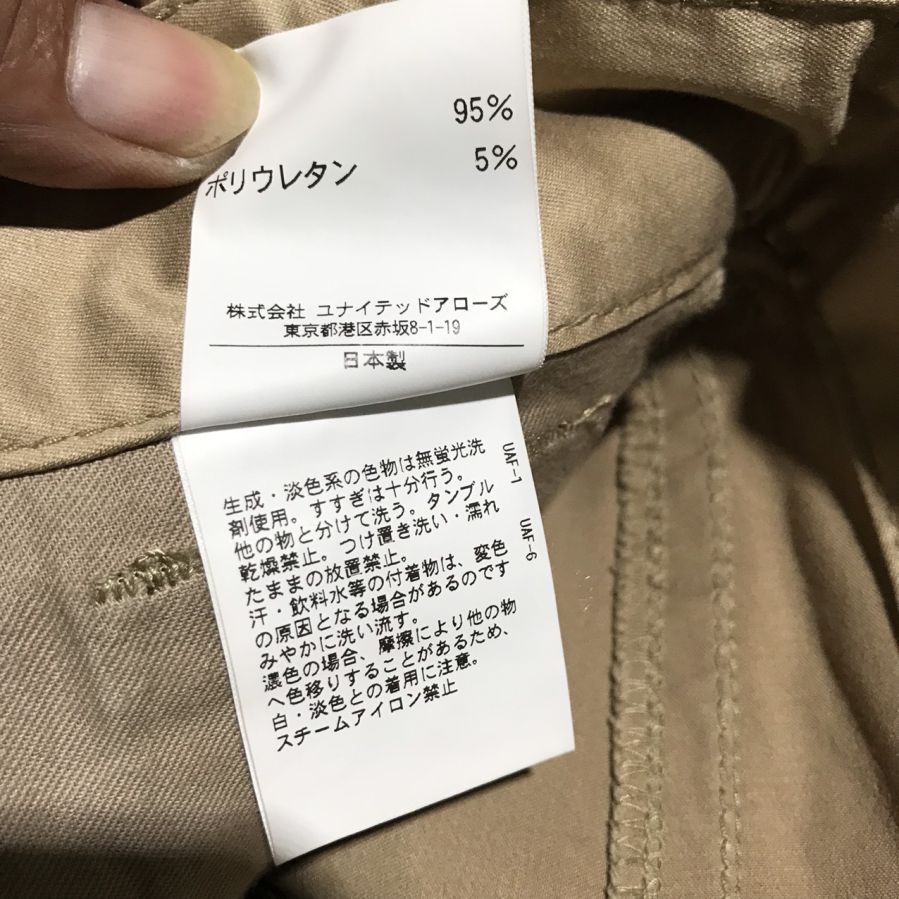 95%
ポリウレタン 5%
株式会社 ユナイテッドアローズ
東京都港区赤坂8-1-19
日本製
生成・淡色系の色物は無蛍光洗
剤使用。すすぎは十分行う。
他の物と分けて洗う。タンブル
乾燥禁止。つけ置き洗い・濡れ
たままの放置禁止。
汗・飲料水等の付着物は、変色
の原因となる場合があるのです
みやかに洗い流す。
濃色の場合、摩擦により他の物
へ色移りすることがあるため、
白・淡色との着用に注意。
スチームアイロン禁止
UAF-1
UAF-6